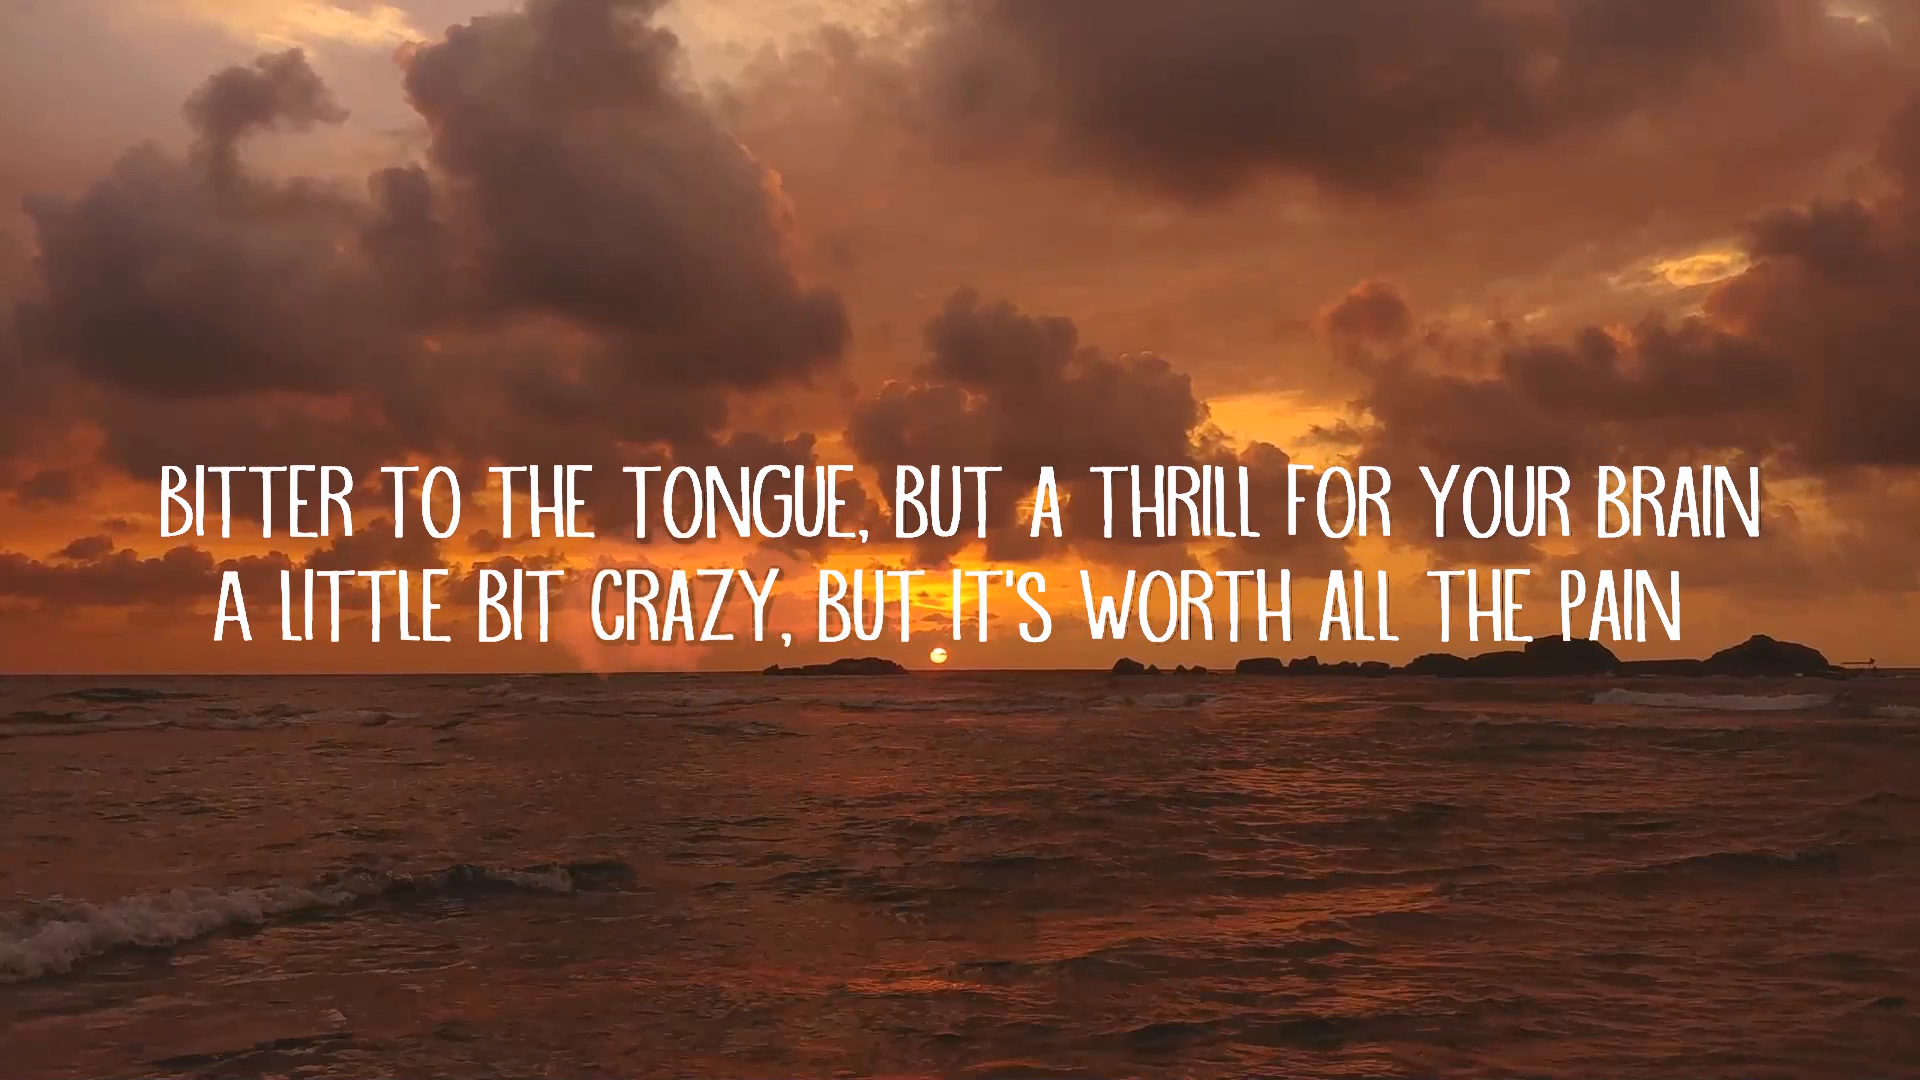 BITTER TO THE TONGUE, BUT A THRILL FOR YOUR BRAIN
A LITTLE BIT CRAZY, BUT IT'S WORTH ALL THE PAIN